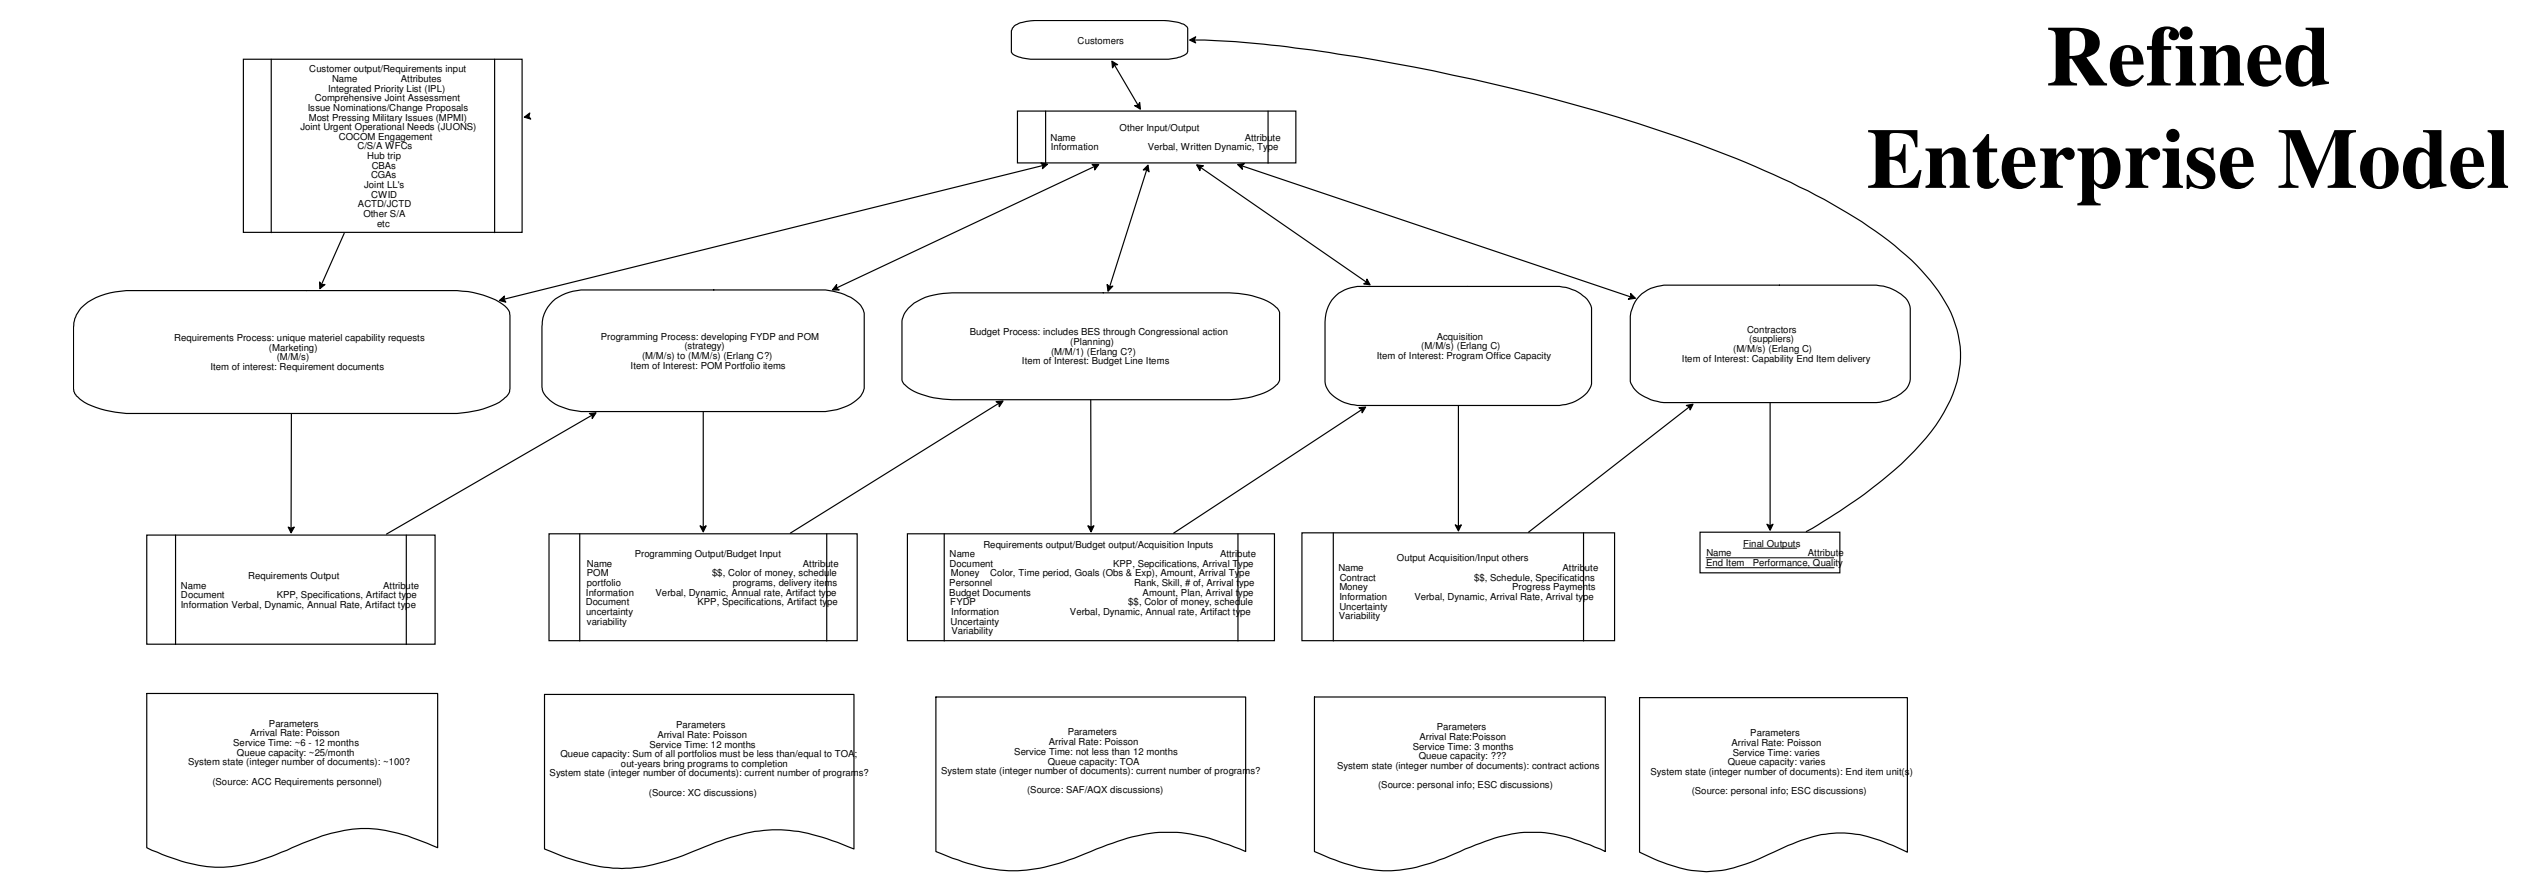 Refined
Enterprise Model
Customers
Customer output/Requirements input
Name Attributes
Integrated Priority List (IPL)
Comprehensive Joint Assessment
Issue Nominations/Change Proposals
Most Pressing Military Issues (MPMI)
Joint Urgent Operational Needs (JUONS)
COCOM Engagement
C/S/A WFCs
Hub trip
CBAs
CGAs
Joint LL's
CWID
ACTD/JCTD
Other S/A
etc
Other Input/Output
Name Attribute
Information Verbal, Written Dynamic, Type
Requirements Process: unique materiel capability requests
(Marketing)
(M/M/s)
Item of interest: Requirement documents
Programming Process: developing FYDP and POM
(strategy)
(M/M/s) to (M/M/s) (Erlang C?)
Item of Interest: POM Portfolio items
Budget Process: includes BES through Congressional action
(Planning)
(M/M/1) (Erlang C?)
Item of Interest: Budget Line Items
Acquisition
(M/M/s) (Erlang C)
Item of Interest: Program Office Capacity
Contractors
(suppliers)
(M/M/s) (Erlang C)
Item of Interest: Capability End Item delivery
Requirements Output
Name Attribute
Document KPP, Specifications, Artifact type
Information Verbal, Dynamic, Annual Rate, Artifact type
Programming Output/Budget Input
Name Attribute
POM $$, Color of money, schedule
portfolio programs, delivery items
Information Verbal, Dynamic, Annual rate, Artifact type
Document KPP, Specifications, Artifact type
uncertainty
variability
Requirements output/Budget output/Acquisition Inputs
Name Attribute
Document KPP, Sepcifications, Arrival Type
Money Color, Time period, Goals (Obs & Exp), Amount, Arrival Type
Personnel Rank, Skill, # of, Arrival type
Budget Documents Amount, Plan, Arrival type
FYDP $$, Color of money, schedule
Information Verbal, Dynamic, Annual rate, Artifact type
Uncertainty
Variability
Output Acquisition/Input others
Name Attribute
Contract $$, Schedule, Specifications
Money Progress Payments
Information Verbal, Dynamic, Arrival Rate, Arrival type
Uncertainty
Variability
Final Outputs
Name Attribute
End Item Performance, Quality
Parameters
Arrival Rate: Poisson
Service Time: ~6 - 12 months
Queue capacity: ~25/month
System state (integer number of documents): ~100?
(Source: ACC Requirements personnel)
Parameters
Arrival Rate: Poisson
Service Time: 12 months
Queue capacity: Sum of all portfolios must be less than/equal to TOA;
out-years bring programs to completion
System state (integer number of documents): current number of programs?
(Source: XC discussions)
Parameters
Arrival Rate: Poisson
Service Time: not less than 12 months
Queue capacity: TOA
System state (integer number of documents): current number of programs?
(Source: SAF/AQX discussions)
Parameters
Arrival Rate:Poisson
Service Time: 3 months
Queue capacity: ???
System state (integer number of documents): contract actions
(Source: personal info; ESC discussions)
Parameters
Arrival Rate: Poisson
Service Time: varies
Queue capacity: varies
System state (integer number of documents): End item unit(s)
(Source: personal info; ESC discussions)